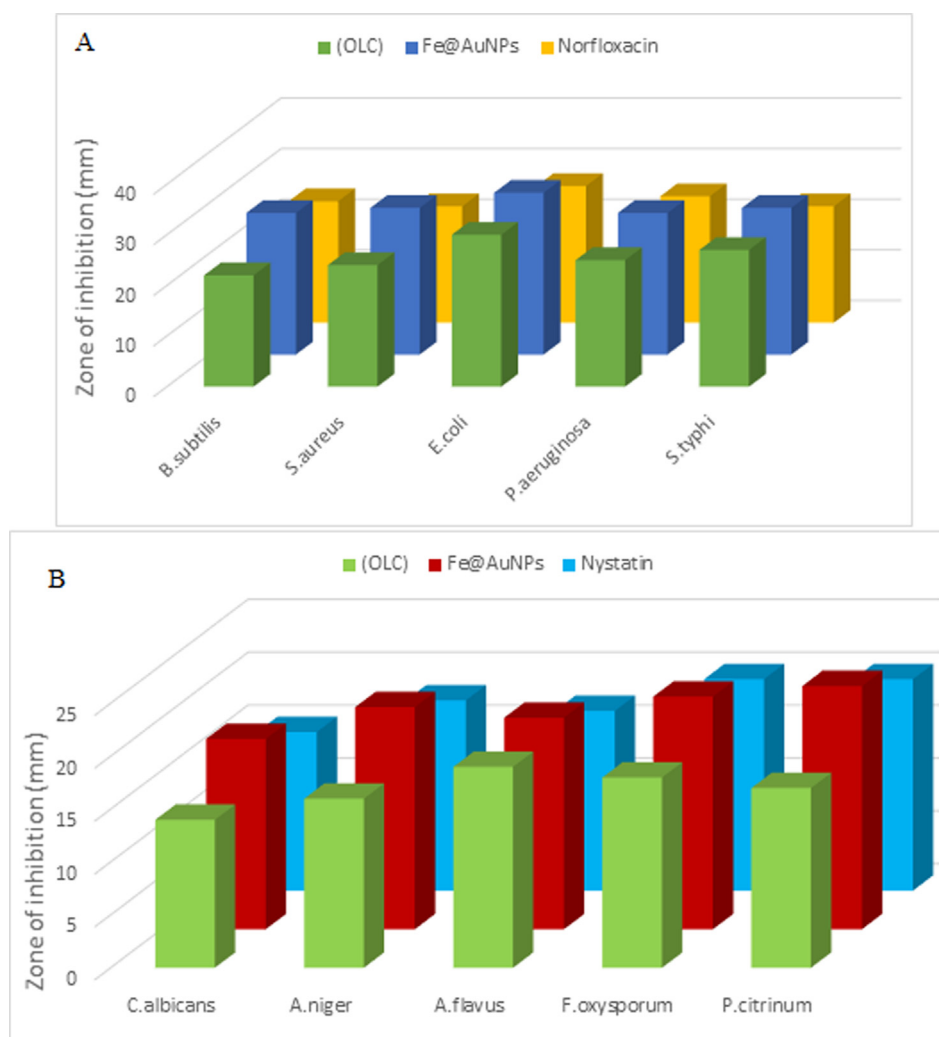 A
(OLC) Fe@AuNPs Norfloxacin
Zone of inhibition (mm)
40
30
20
10
0
B.subtilis S.aureus E.coli P.aeruginosa S.typhi
B
(OLC) Fe@AuNPs Nystatin
Zone of inhibition (mm)
25
20
15
10
5
0
C.albicans A.niger A.flavus F.oxysporum P.citrinum